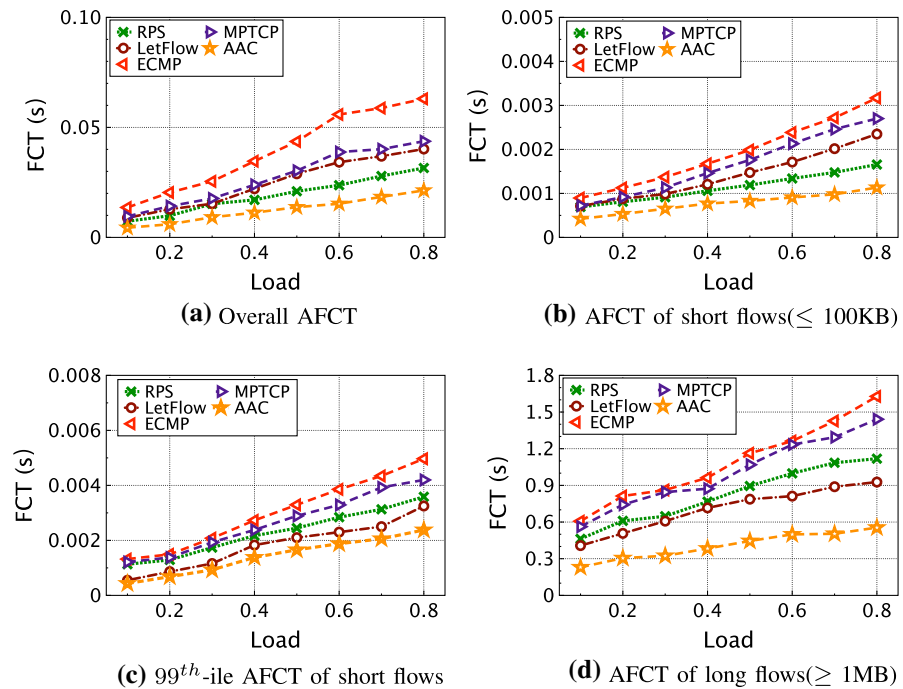 0.10
0.05
0
FCT (s)
RPS
LetFlow
ECMP
MPTCP
AAC
0.2 0.4 0.6 0.8
Load
(a) Overall AFCT
0.005
0.003
0.002
0.001
0
FCT (s)
RPS
LetFlow
ECMP
MPTCP
AAC
0.2 0.4 0.6 0.8
Load
(b) AFCT of short flows(≤ 100KB)
0.008
0.006
0.004
0.002
0
FCT (s)
RPS
LetFlow
ECMP
MPTCP
AAC
0.2 0.4 0.6 0.8
Load
(c) 99th-ile AFCT of short flows
1.8
1.5
1.2
0.9
0.6
0.3
0
FCT (s)
RPS
LetFlow
ECMP
MPTCP
AAC
0.2 0.4 0.6 0.8
Load
(d) AFCT of long flows(≥ 1MB)